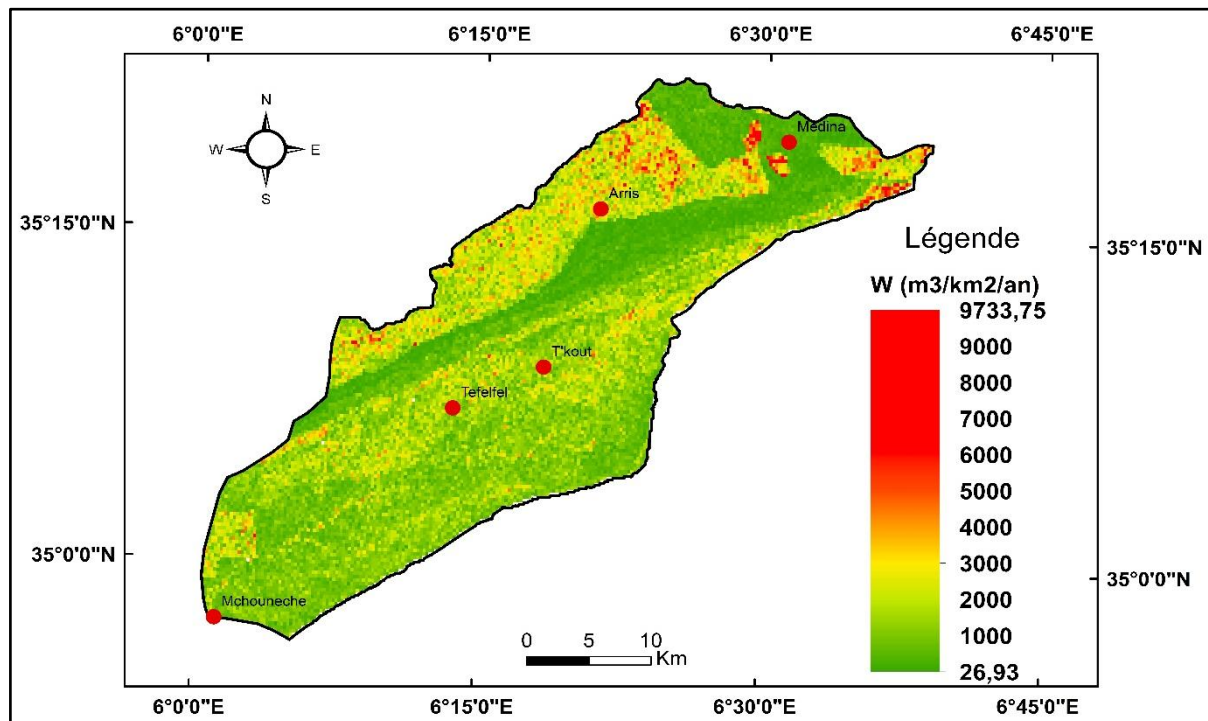 6°0'0"E 6°15'0"E 6°30'0"E 6°45'0"E
N
W E
S
Medina
Arris
35°15'0"N
35°15'0"N
Légende
W (m3/km2/an)
9733,75
9000
8000
7000
6000
5000
4000
3000
2000
1000
26,93
T'kout
Tefelfel
35°0'0"N
35°0'0"N
Mchouneche
0 5 10
Km
6°0'0"E 6°15'0"E 6°30'0"E 6°45'0"E